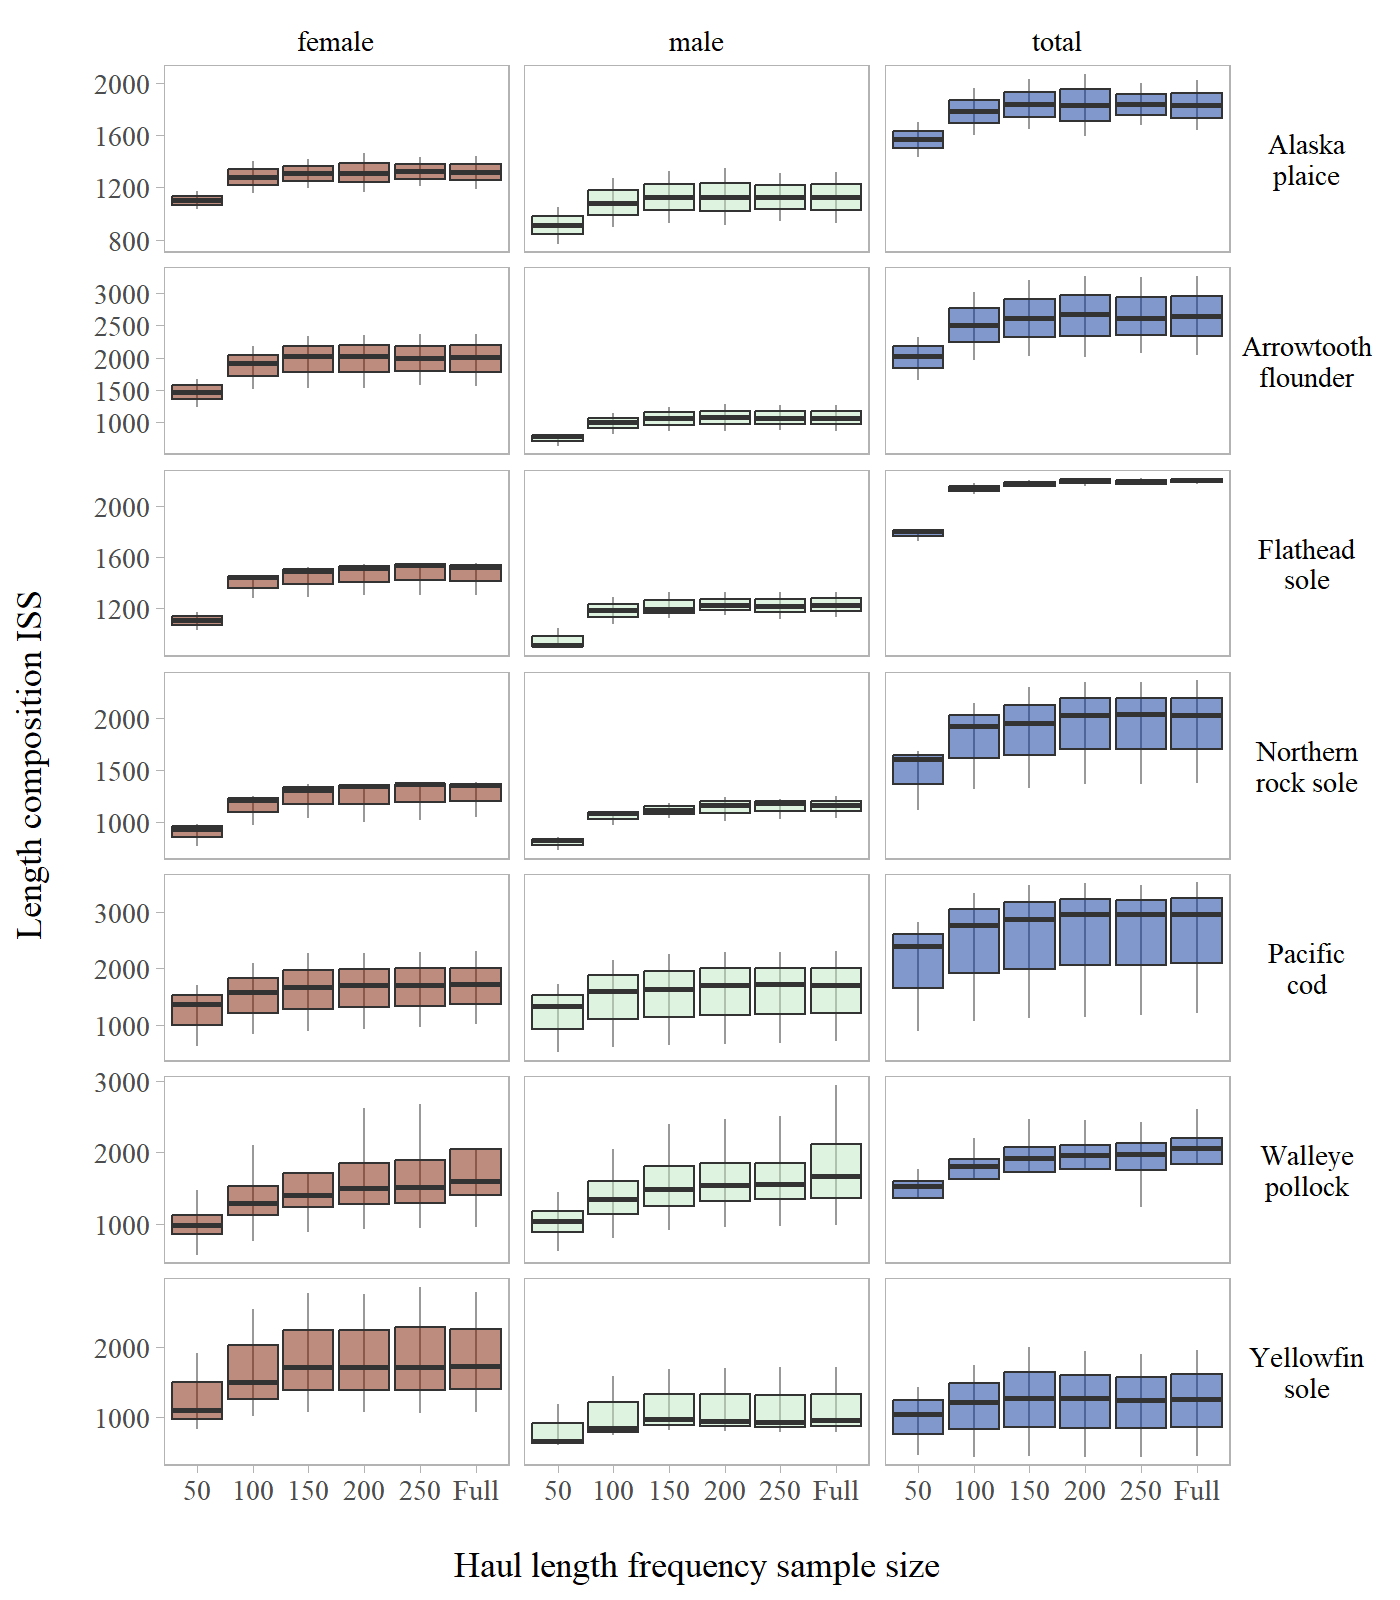 female male total
2000
1600
1200
800
Alaska
plaice
3000
2500
2000
1500
1000
Arrowtooth
flounder
2000
1600
1200
Flathead
sole
2000
1500
1000
Northern
rock sole
3000
2000
1000
Pacific
cod
3000
2000
1000
Walleye
pollock
2000
1000
Yellowfin
sole
50 100 150 200 250 Full 50 100 150 200 250 Full 50 100 150 200 250 Full
Length composition ISS
Haul length frequency sample size